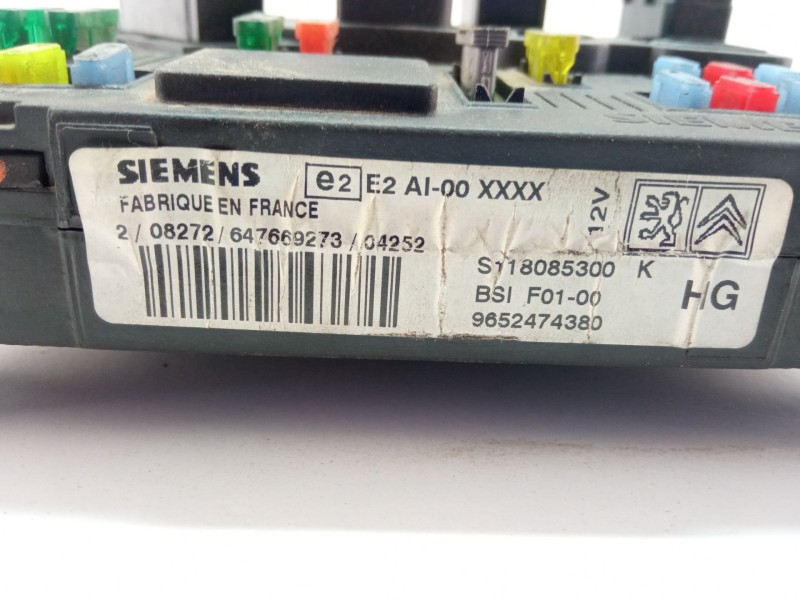 SIEMENS
SIEMENS e2 E2 AI-00 XXXX
FABRIQUE EN FRANCE
12V
2/08272/647669273/04252
S118085300 K
BSI F01-00
HG
9652474380